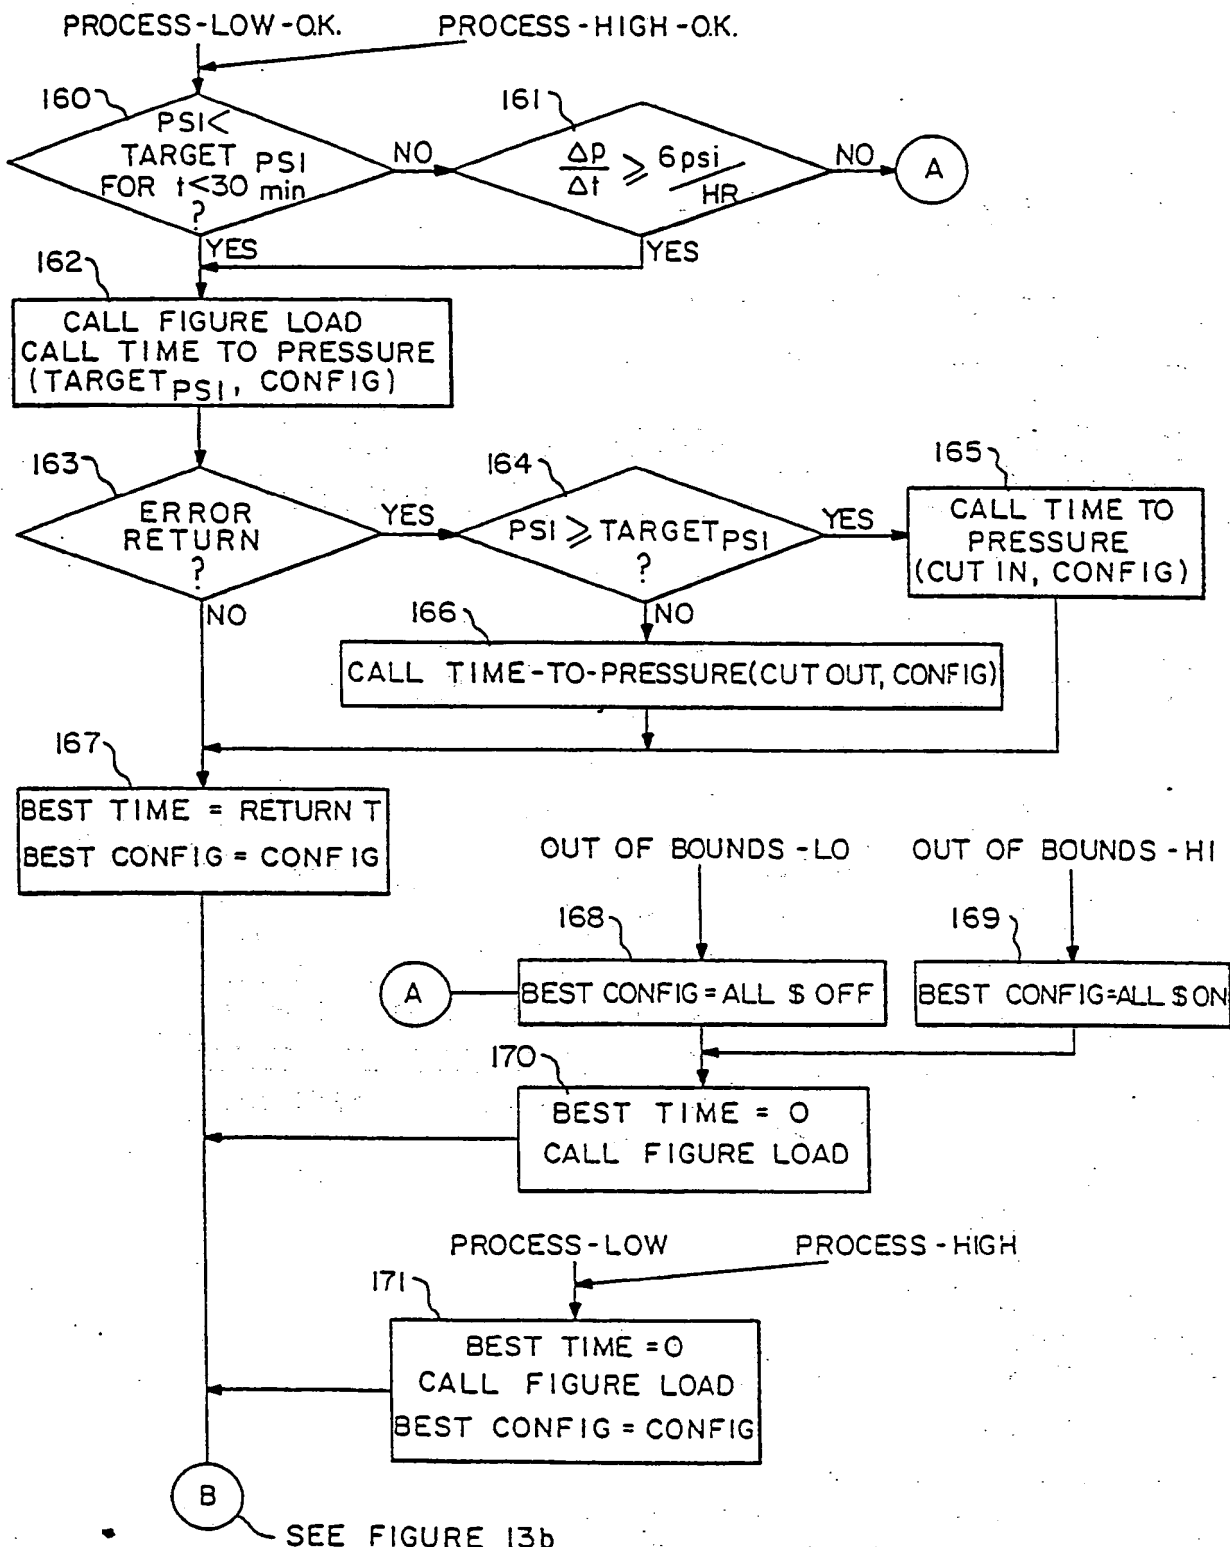 PROCESS-LOW-O.K. PROCESS-HIGH-O.K.
160
PSI<
TARGET PSI
FOR t<30 min
?
NO
161
Δp/Δt ⩾ 6psi/HR
NO
A
YES
YES
162
CALL FIGURE LOAD
CALL TIME TO PRESSURE
(TARGET PSI, CONFIG)
163
ERROR
RETURN
?
YES
NO
164
PSI ⩾ TARGET PSI
?
YES
NO
165
CALL TIME TO
PRESSURE
(CUT IN, CONFIG)
166
CALL TIME-TO-PRESSURE(CUT OUT, CONFIG)
167
BEST TIME = RETURN T
BEST CONFIG = CONFIG
OUT OF BOUNDS-LO OUT OF BOUNDS-HI
168
A
BEST CONFIG=ALL $ OFF
169
BEST CONFIG=ALL $ ON
170
BEST TIME = 0
CALL FIGURE LOAD
PROCESS-LOW PROCESS-HIGH
171
BEST TIME =0
CALL FIGURE LOAD
BEST CONFIG = CONFIG
B
SEE FIGURE 13b